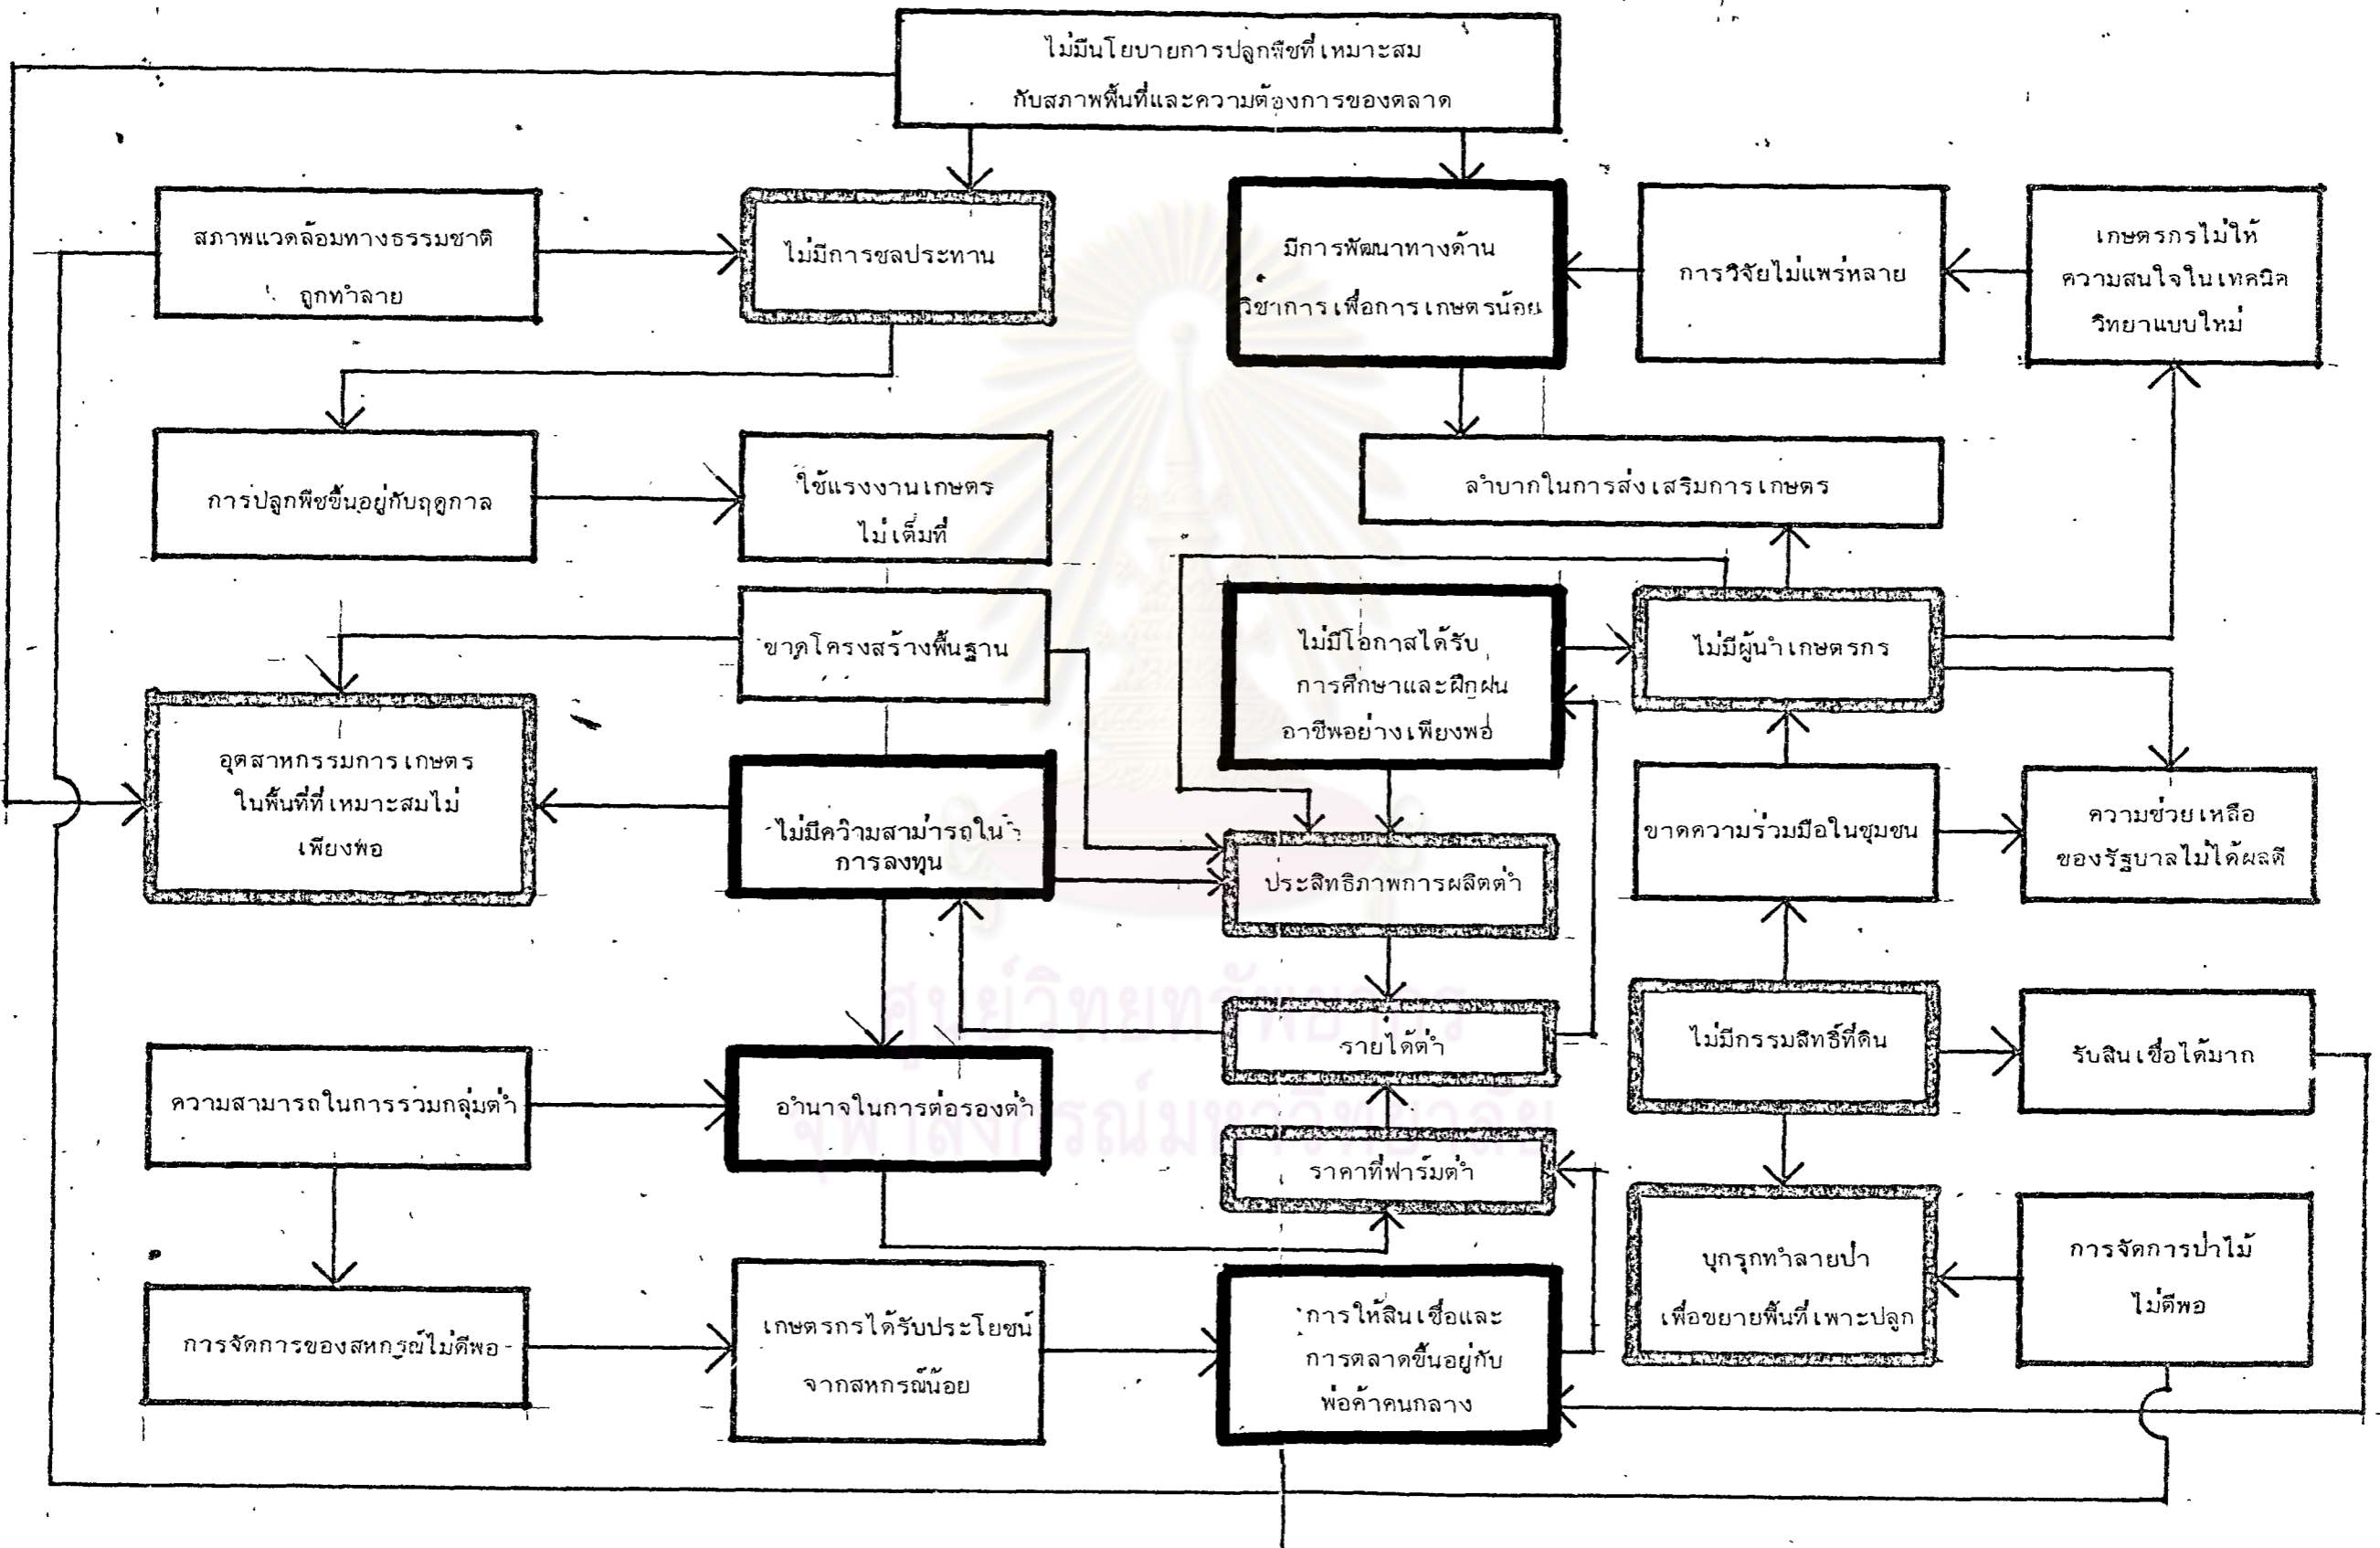 ไม่มีนโยบายการปลูกพืชที่เหมาะสม
กับสภาพพื้นที่และความต้องการของตลาด
สภาพแวดล้อมทางธรรมชาติ
ถูกทำลาย
ไม่มีการชลประทาน
มีการพัฒนาทางด้าน
วิชาการเพื่อการเกษตรน้อย
การวิจัยไม่แพร่หลาย
เกษตรกรไม่ให้
ความสนใจในเทคนิค
วิทยาแบบใหม่
การปลูกพืชขึ้นอยู่กับฤดูกาล
ใช้แรงงานเกษตร
ไม่เต็มที่
ลำบากในการส่งเสริมการเกษตร
ขาดโครงสร้างพื้นฐาน
ไม่มีโอกาสได้รับ
การศึกษาและฝึกฝน
อาชีพอย่างเพียงพอ
ไม่มีผู้นำเกษตรกร
อุตสาหกรรมการเกษตร
ในพื้นที่ที่เหมาะสมไม่
เพียงพอ
ไม่มีความสามารถใน
การลงทุน
ประสิทธิภาพการผลิตต่ำ
ขาดความร่วมมือในชุมชน
ความช่วยเหลือ
ของรัฐบาลไม่ได้ผลดี
รายได้ต่ำ
ไม่มีกรรมสิทธิ์ที่ดิน
รับสินเชื่อได้มาก
ศูนย์วิทยทรัพยากร
จุฬาลงกรณ์มหาวิทยาลัย
ความสามารถในการรวมกลุ่มต่ำ
อำนาจในการต่อรองต่ำ
ราคาที่ฟาร์มต่ำ
บุกรุกทำลายป่า
เพื่อขยายพื้นที่เพาะปลูก
การจัดการป่าไม้
ไม่ดีพอ
การจัดการของสหกรณ์ไม่ดีพอ
เกษตรกรได้รับประโยชน์
จากสหกรณ์น้อย
การให้สินเชื่อและ
การตลาดขึ้นอยู่กับ
พ่อค้าคนกลาง